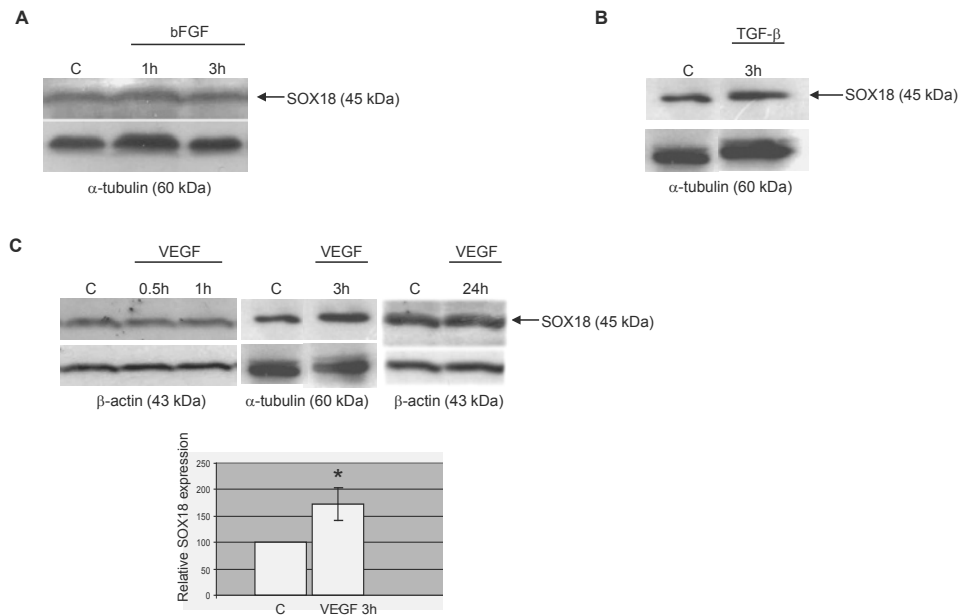 A
bFGF
C 1h 3h
SOX18 (45 kDa)
α-tubulin (60 kDa)
B
TGF-β
C 3h
SOX18 (45 kDa)
α-tubulin (60 kDa)
C
VEGF VEGF VEGF
C 0.5h 1h C 3h C 24h
SOX18 (45 kDa)
β-actin (43 kDa) α-tubulin (60 kDa) β-actin (43 kDa)
Relative SOX18 expression
250
200
150
100
50
0
*
C VEGF 3h